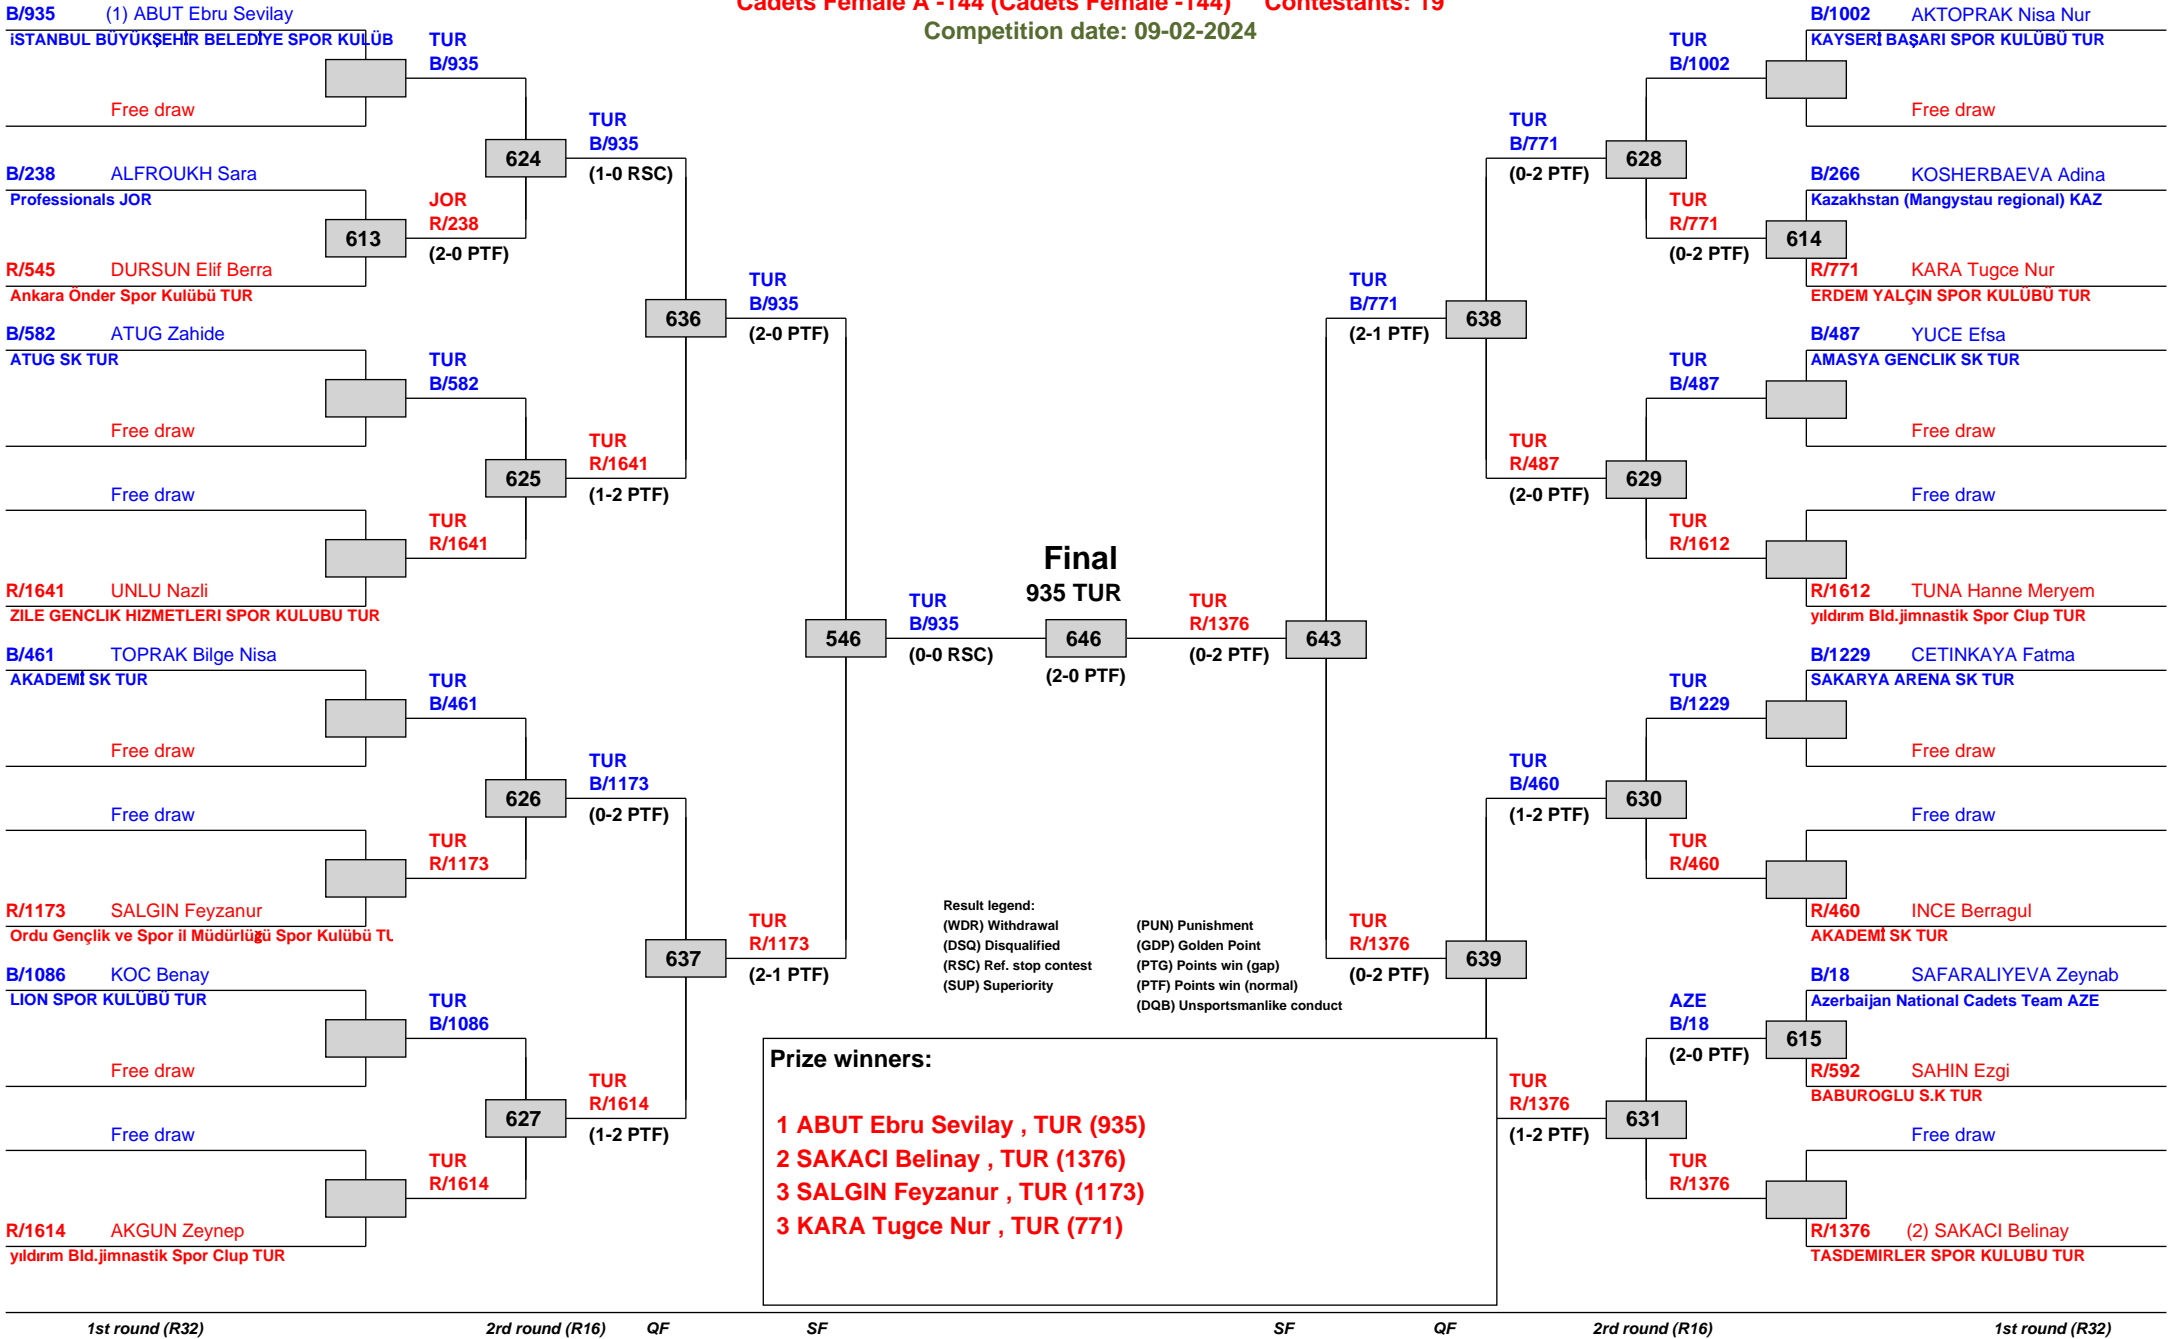 Cadets Female A -144 (Cadets Female -144) Contestants: 19
Competition date: 09-02-2024
B/935 (1) ABUT Ebru Sevilay
iSTANBUL BÜYÜKŞEHİR BELEDİYE SPOR KULÜB
Free draw
B/238 ALFROUKH Sara
Professionals JOR
R/545 DURSUN Elif Berra
Ankara Önder Spor Kulübü TUR
B/582 ATUG Zahide
ATUG SK TUR
Free draw
Free draw
R/1641 UNLU Nazli
ZILE GENCLIK HIZMETLERI SPOR KULUBU TUR
B/461 TOPRAK Bilge Nisa
AKADEMİ SK TUR
Free draw
Free draw
R/1173 SALGIN Feyzanur
Ordu Gençlik ve Spor il Müdürlüğü Spor Kulübü TU
B/1086 KOC Benay
LION SPOR KULÜBÜ TUR
Free draw
Free draw
R/1614 AKGUN Zeynep
yıldırım Bld.jimnastik Spor Clup TUR
TUR
B/935
613
JOR
R/238
(2-0 PTF)
TUR
B/582
TUR
R/1641
TUR
B/461
TUR
R/1173
TUR
B/1086
TUR
R/1614
624
TUR
B/935
(1-0 RSC)
625
TUR
R/1641
(1-2 PTF)
626
TUR
B/1173
(0-2 PTF)
627
TUR
R/1614
(1-2 PTF)
636
TUR
B/935
(2-0 PTF)
637
TUR
R/1173
(2-1 PTF)
546
TUR
B/935
(0-0 RSC)
Final
935 TUR
646
(2-0 PTF)
TUR
R/1376
(0-2 PTF)
643
TUR
B/771
(2-1 PTF)
638
TUR
R/1376
(0-2 PTF)
639
TUR
B/771
(0-2 PTF)
628
TUR
R/487
(2-0 PTF)
629
TUR
B/460
(1-2 PTF)
630
TUR
R/1376
(1-2 PTF)
631
TUR
B/1002
TUR
R/771
(0-2 PTF)
614
TUR
B/487
TUR
R/1612
TUR
B/1229
TUR
R/460
AZE
B/18
(2-0 PTF)
615
TUR
R/1376
B/1002 AKTOPRAK Nisa Nur
KAYSERİ BAŞARI SPOR KULÜBÜ TUR
Free draw
B/266 KOSHERBAEVA Adina
Kazakhstan (Mangystau regional) KAZ
R/771 KARA Tugce Nur
ERDEM YALÇIN SPOR KULÜBÜ TUR
B/487 YUCE Efsa
AMASYA GENCLIK SK TUR
Free draw
Free draw
R/1612 TUNA Hanne Meryem
yıldırım Bld.jimnastik Spor Clup TUR
B/1229 CETINKAYA Fatma
SAKARYA ARENA SK TUR
Free draw
Free draw
R/460 INCE Berragul
AKADEMİ SK TUR
B/18 SAFARALIYEVA Zeynab
Azerbaijan National Cadets Team AZE
R/592 SAHIN Ezgi
BABUROGLU S.K TUR
Free draw
R/1376 (2) SAKACI Belinay
TASDEMIRLER SPOR KULUBU TUR
Result legend:
(WDR) Withdrawal (PUN) Punishment
(DSQ) Disqualified (GDP) Golden Point
(RSC) Ref. stop contest (PTG) Points win (gap)
(SUP) Superiority (PTF) Points win (normal)
(DQB) Unsportsmanlike conduct
Prize winners:
1 ABUT Ebru Sevilay , TUR (935)
2 SAKACI Belinay , TUR (1376)
3 SALGIN Feyzanur , TUR (1173)
3 KARA Tugce Nur , TUR (771)
1st round (R32) 2rd round (R16) QF SF SF QF 2rd round (R16) 1st round (R32)